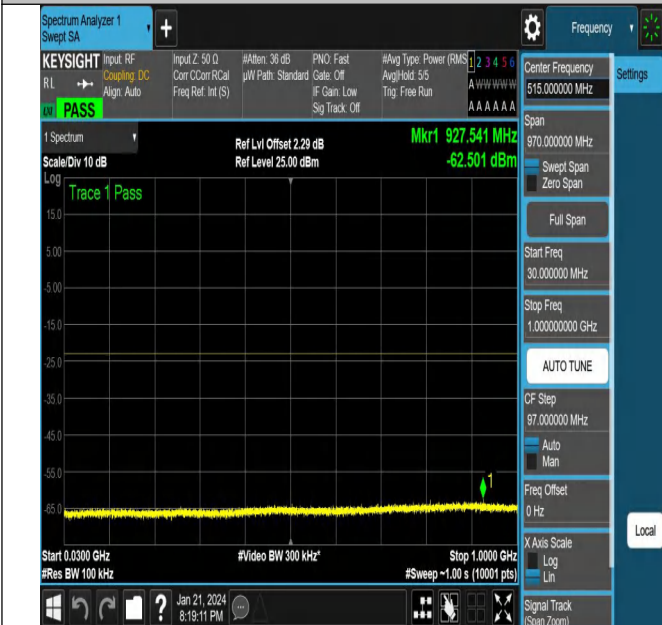 Spectrum Analyzer 1
Swept SA
Frequency
KEYSIGHT
RL
PASS
Input: RF
Coupling: DC
Align: Auto
Input Z: 50 Ω
Corr CCorr RCal
Freq Ref: Int (S)
#Atten: 36 dB
µW Path: Standard
PNO: Fast
Gate: Off
IF Gain: Low
Sig Track: Off
#Avg Type: Power (RMS
Avg|Hold: 5/5
Trig: Free Run
1 2 3 4 5 6
A W W W W W
A A A A A A
1 Spectrum
Scale/Div 10 dB
Log
Ref Lvl Offset 2.29 dB
Ref Level 25.00 dBm
Mkr1 927.541 MHz
-62.501 dBm
Trace 1 Pass
15.0
5.00
-5.00
-15.0
-25.0
-35.0
-45.0
-55.0
-65.0
1
Start 0.0300 GHz
#Res BW 100 kHz
#Video BW 300 kHz*
Stop 1.0000 GHz
#Sweep ~1.00 s (10001 pts)
Jan 21, 2024
8:19:11 PM
Center Frequency
515.000000 MHz
Settings
Span
970.000000 MHz
Swept Span
Zero Span
Full Span
Start Freq
30.000000 MHz
Stop Freq
1.000000000 GHz
AUTO TUNE
CF Step
97.000000 MHz
Auto
Man
Freq Offset
0 Hz
Local
X Axis Scale
Log
Lin
Signal Track
(Span Zoom)